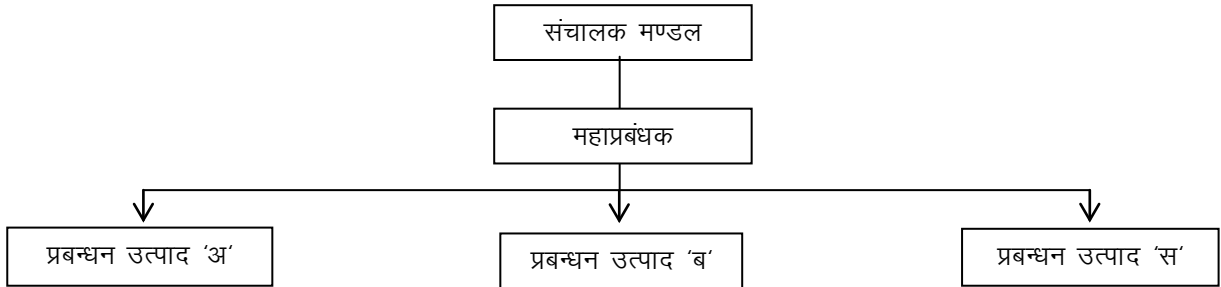 संचालक मण्डल
महाप्रबंधक
प्रबन्धन उत्पाद ‘अ‘
प्रबन्धन उत्पाद ‘ब‘
प्रबन्धन उत्पाद ‘स‘